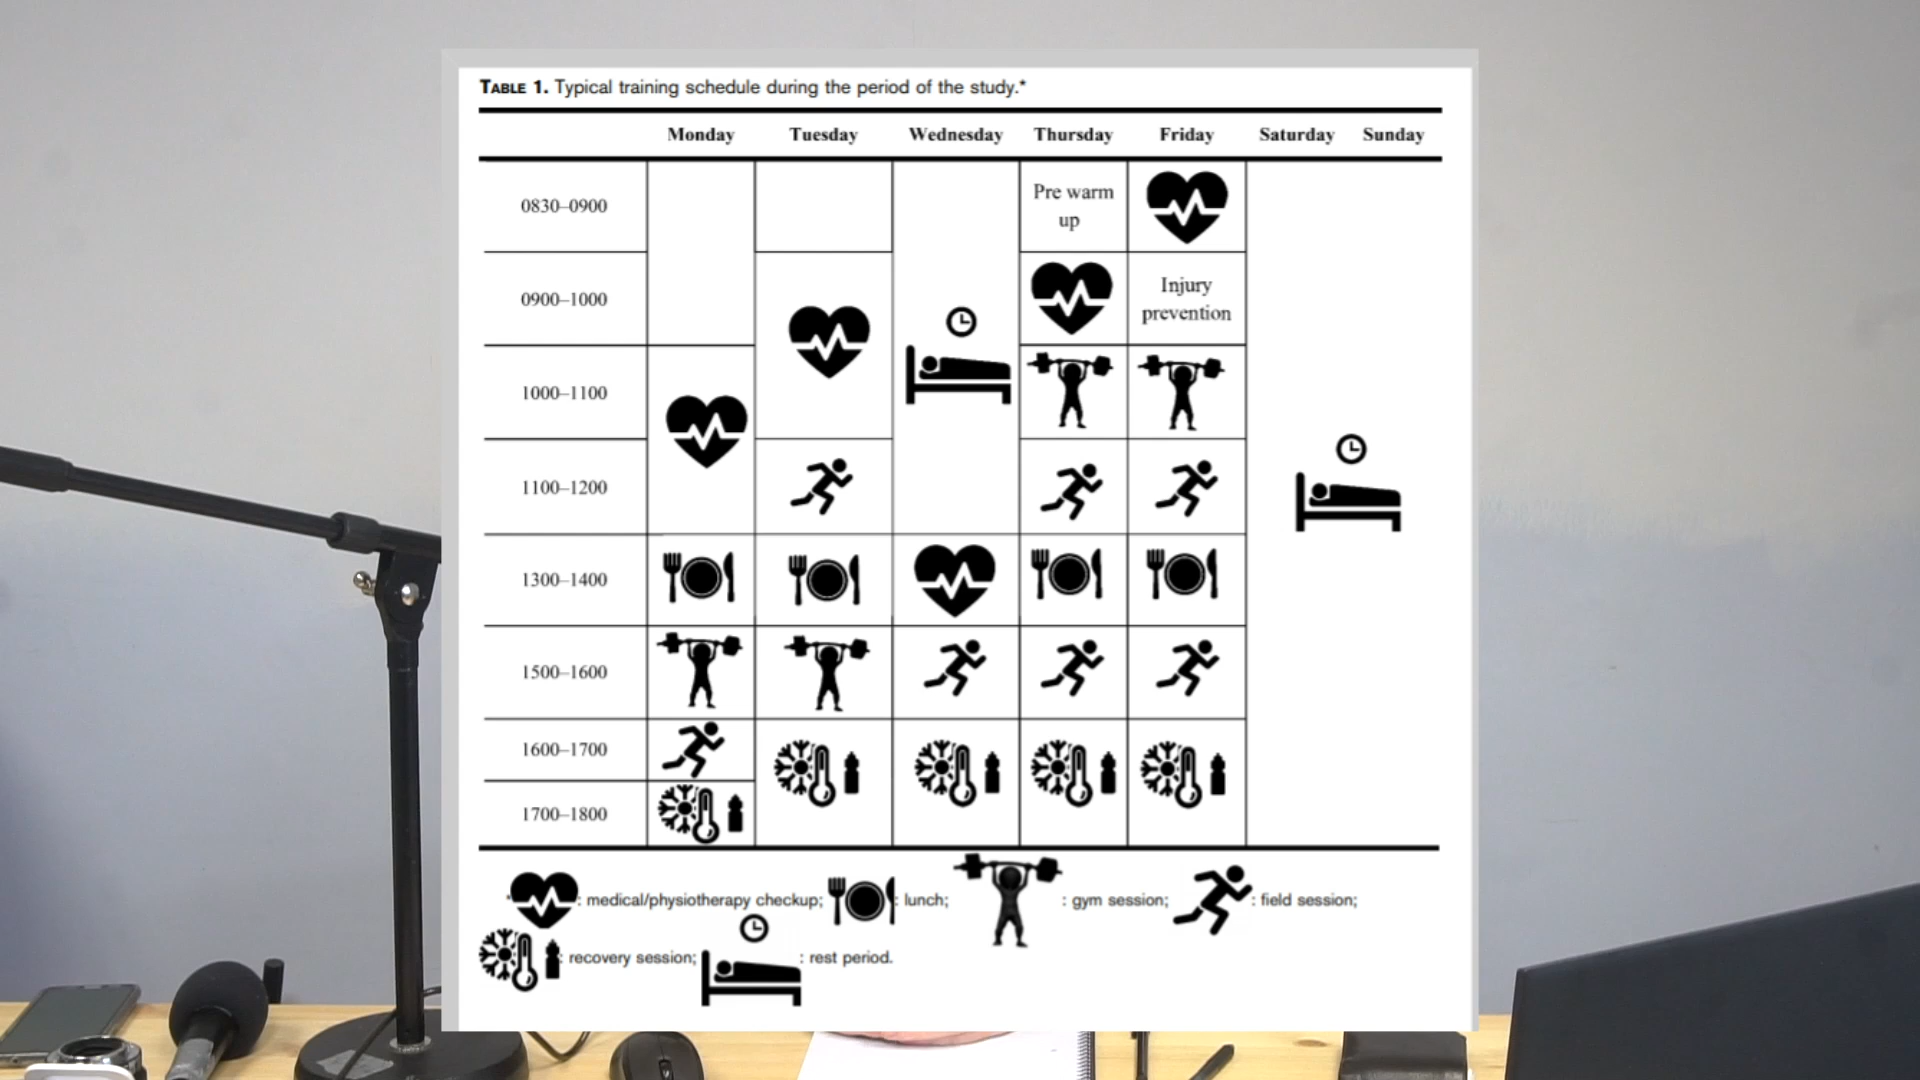 TABLE 1. Typical training schedule during the period of the study.*
Monday Tuesday Wednesday Thursday Friday Saturday Sunday
0830–0900 Pre warm up
0900–1000 Injury prevention
1000–1100
1100–1200
1300–1400
1500–1600
1600–1700
1700–1800
: medical/physiotherapy checkup; : lunch; : gym session; : field session;
: recovery session; : rest period.